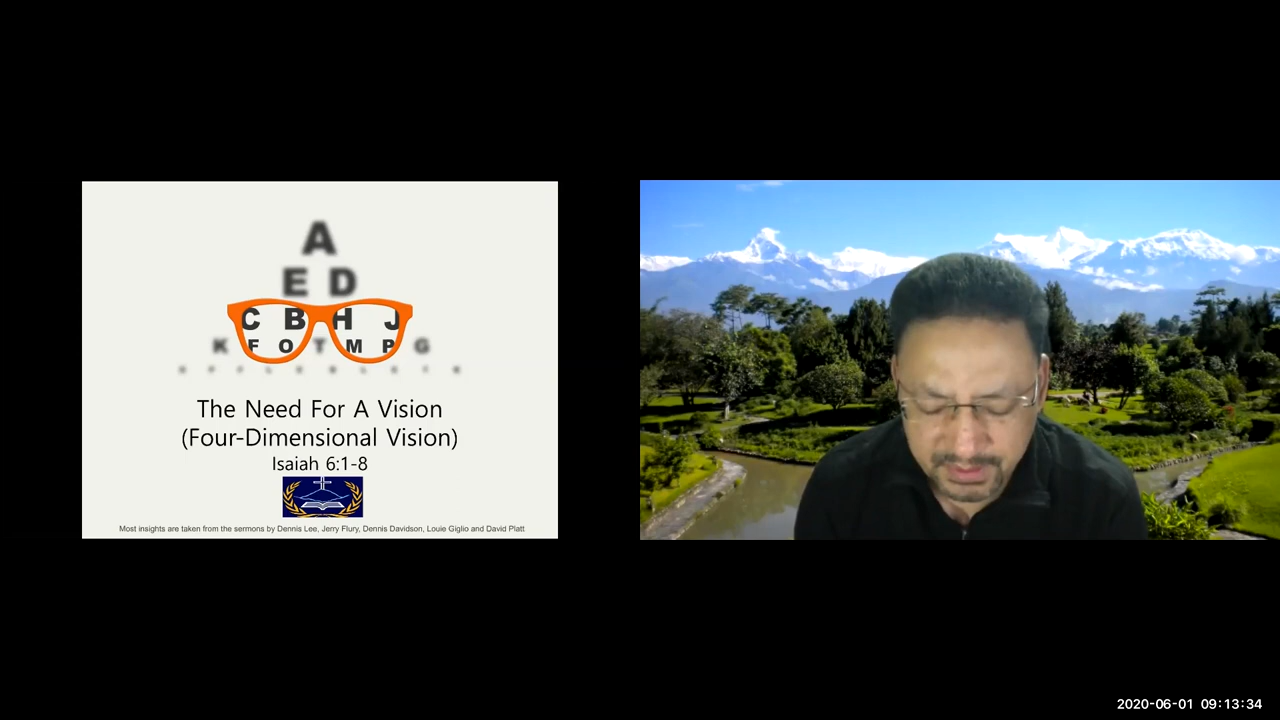 A
E D
C B H J
K F O T M P G
The Need For A Vision
(Four-Dimensional Vision)
Isaiah 6:1-8
Most insights are taken from the sermons by Dennis Lee, Jerry Flury, Dennis Davidson, Louie Giglio and David Platt
2020-06-01 09:13:34